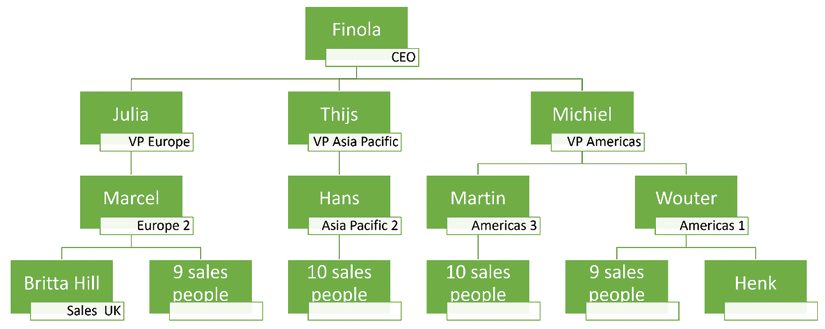 Finola
CEO
Julia
VP Europe
Thijs
VP Asia Pacific
Michiel
VP Americas
Marcel
Europe 2
Hans
Asia Pacific 2
Martin
Americas 3
Wouter
Americas 1
Britta Hill
Sales UK
9 sales
people
10 sales
people
10 sales
people
9 sales
people
Henk